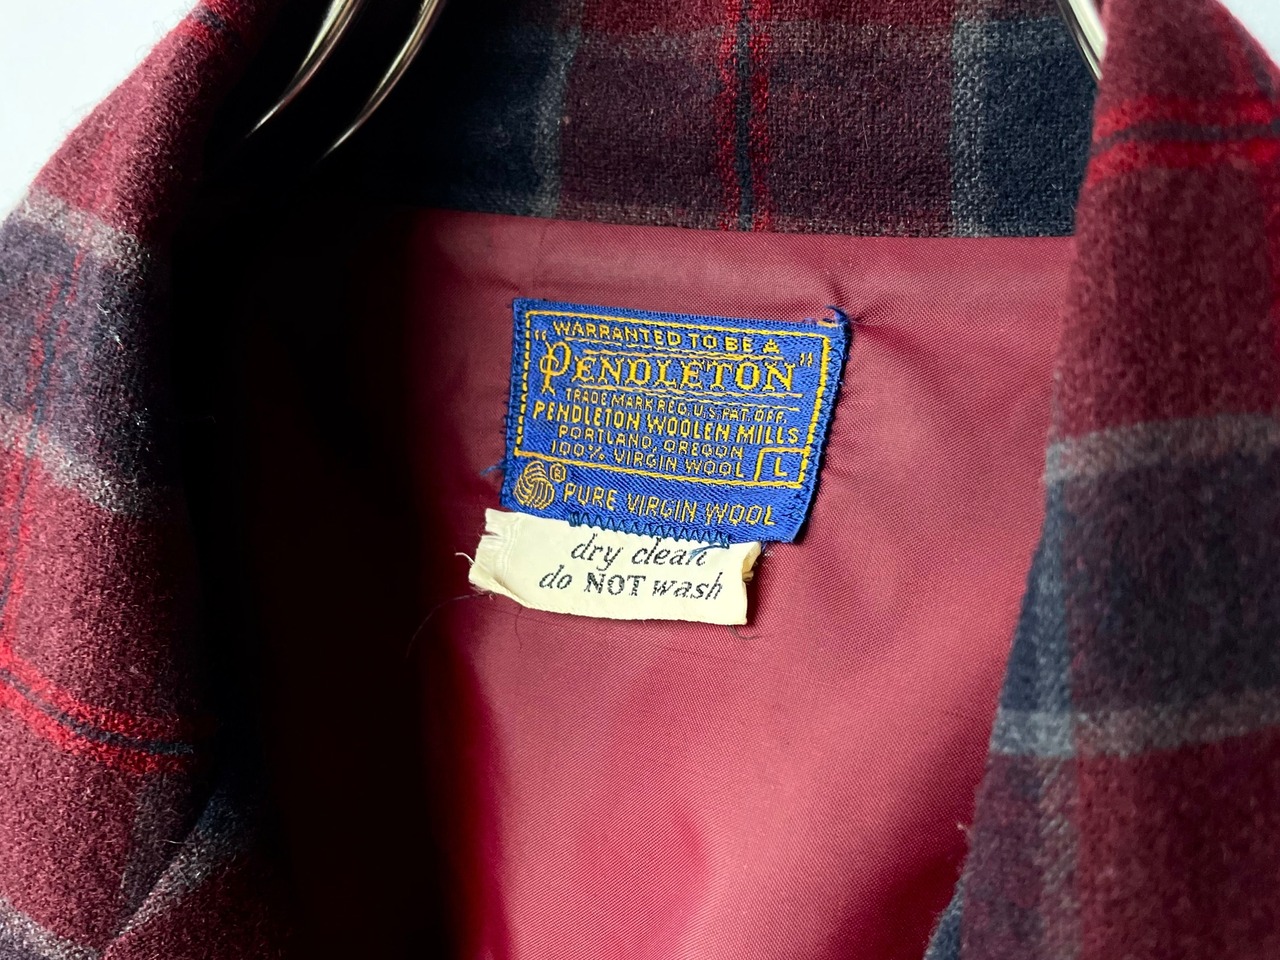 WARRANTED TO BE A
"PENDLETON"
TRADE MARK REG. U.S. PAT. OFF.
PENDLETON WOOLEN MILLS
PORTLAND, OREGON
100% VIRGIN WOOL L
® PURE VIRGIN WOOL
dry clean
do NOT wash